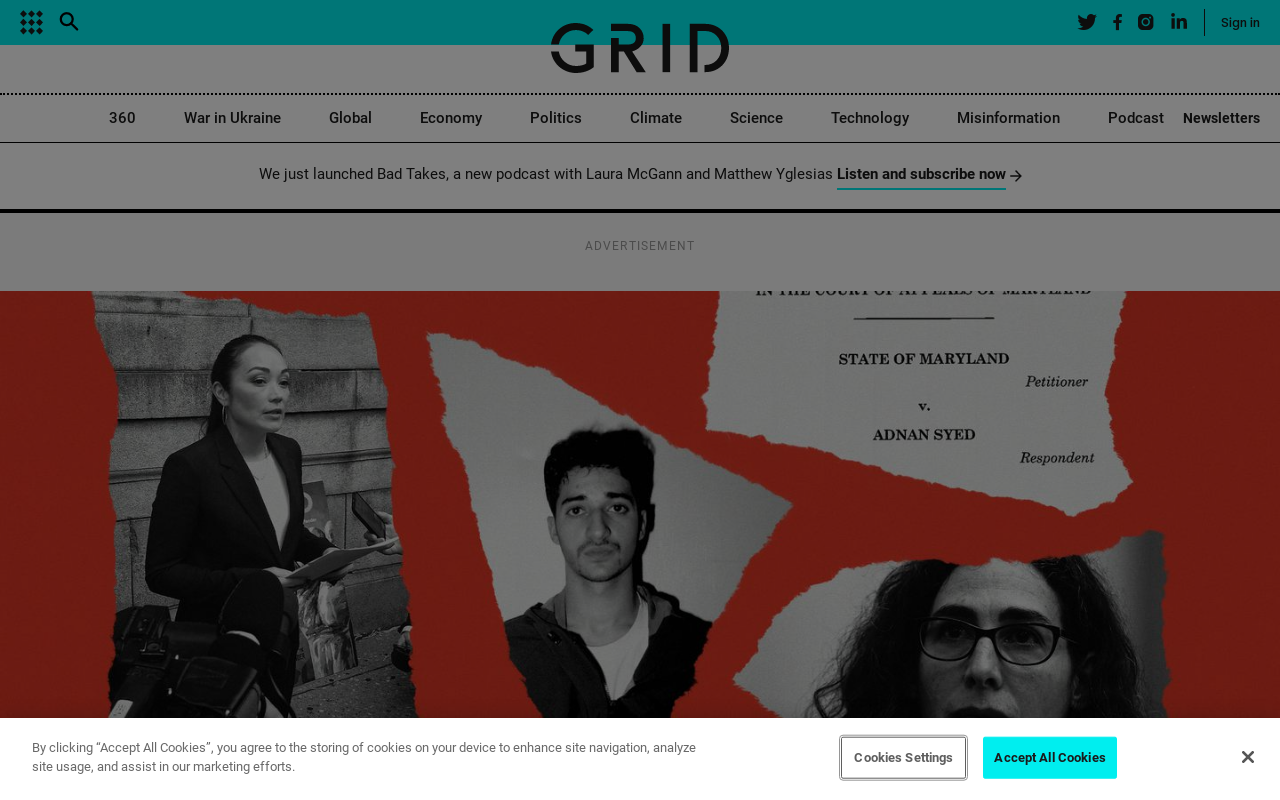 GRID
Sign in
360
War in Ukraine
Global
Economy
Politics
Climate
Science
Technology
Misinformation
Podcast
Newsletters
We just launched Bad Takes, a new podcast with Laura McGann and Matthew Yglesias Listen and subscribe now
ADVERTISEMENT
IN THE COURT OF APPEALS OF MARYLAND
STATE OF MARYLAND
Petitioner
v.
ADNAN SYED
Respondent
By clicking “Accept All Cookies”, you agree to the storing of cookies on your device to enhance site navigation, analyze
site usage, and assist in our marketing efforts.
Cookies Settings
Accept All Cookies